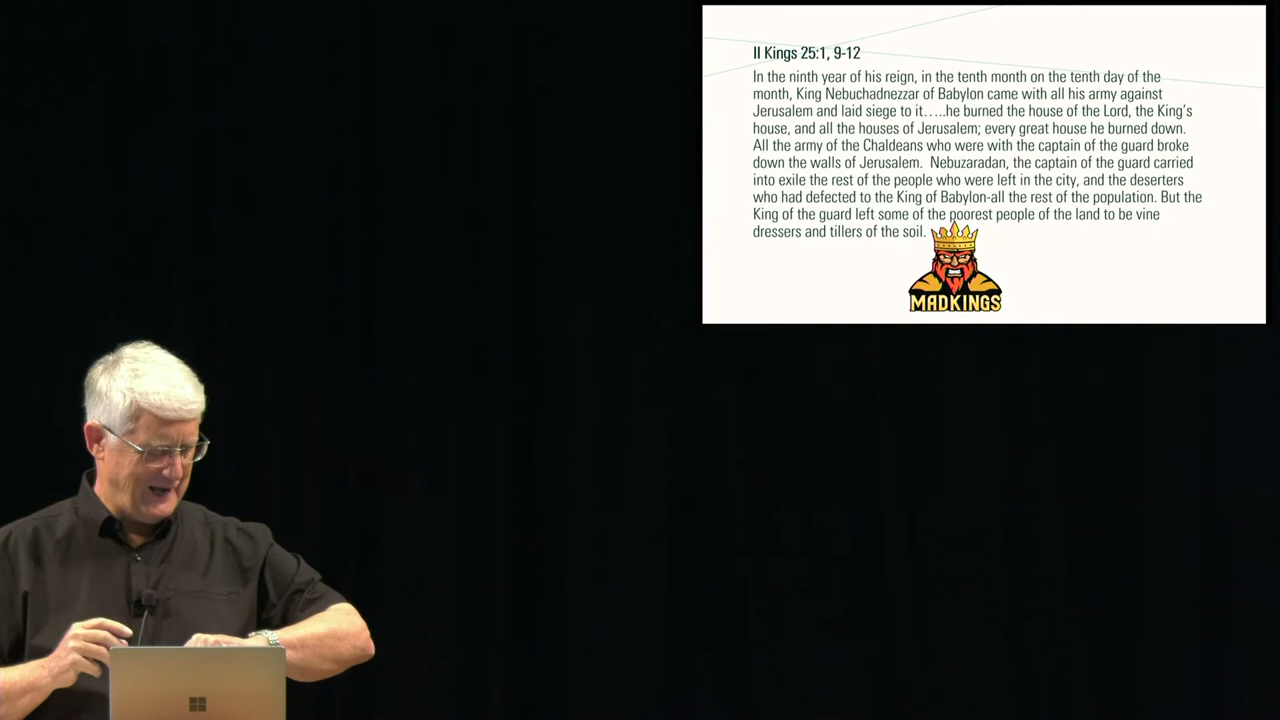 II Kings 25:1, 9-12
In the ninth year of his reign, in the tenth month on the tenth day of the
month, King Nebuchadnezzar of Babylon came with all his army against
Jerusalem and laid siege to it…..he burned the house of the Lord, the King's
house, and all the houses of Jerusalem; every great house he burned down.
All the army of the Chaldeans who were with the captain of the guard broke
down the walls of Jerusalem.  Nebuzaradan, the captain of the guard carried
into exile the rest of the people who were left in the city, and the deserters
who had defected to the King of Babylon-all the rest of the population. But the
King of the guard left some of the poorest people of the land to be vine
dressers and tillers of the soil.
MADKINGS